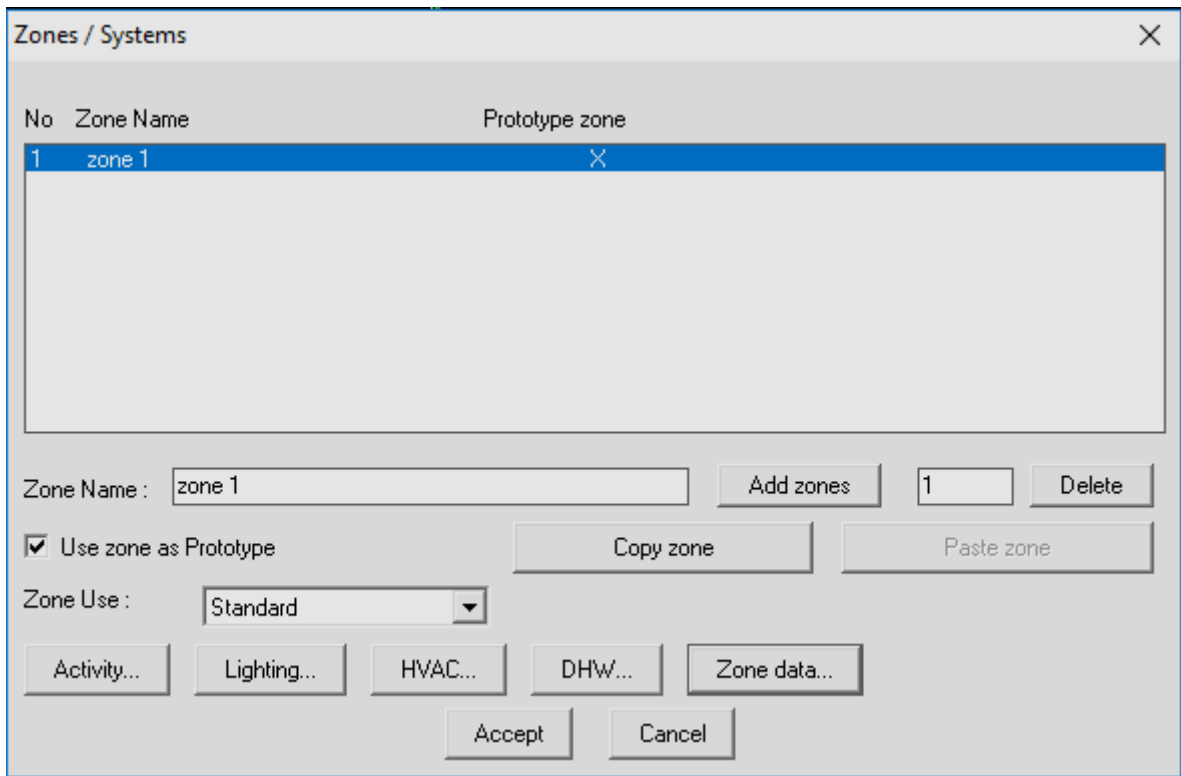 Zones / Systems
No Zone Name Prototype zone
1 zone 1 X
Zone Name : zone 1 Add zones 1 Delete
Use zone as Prototype Copy zone Paste zone
Zone Use : Standard
Activity... Lighting... HVAC... DHW... Zone data...
Accept Cancel